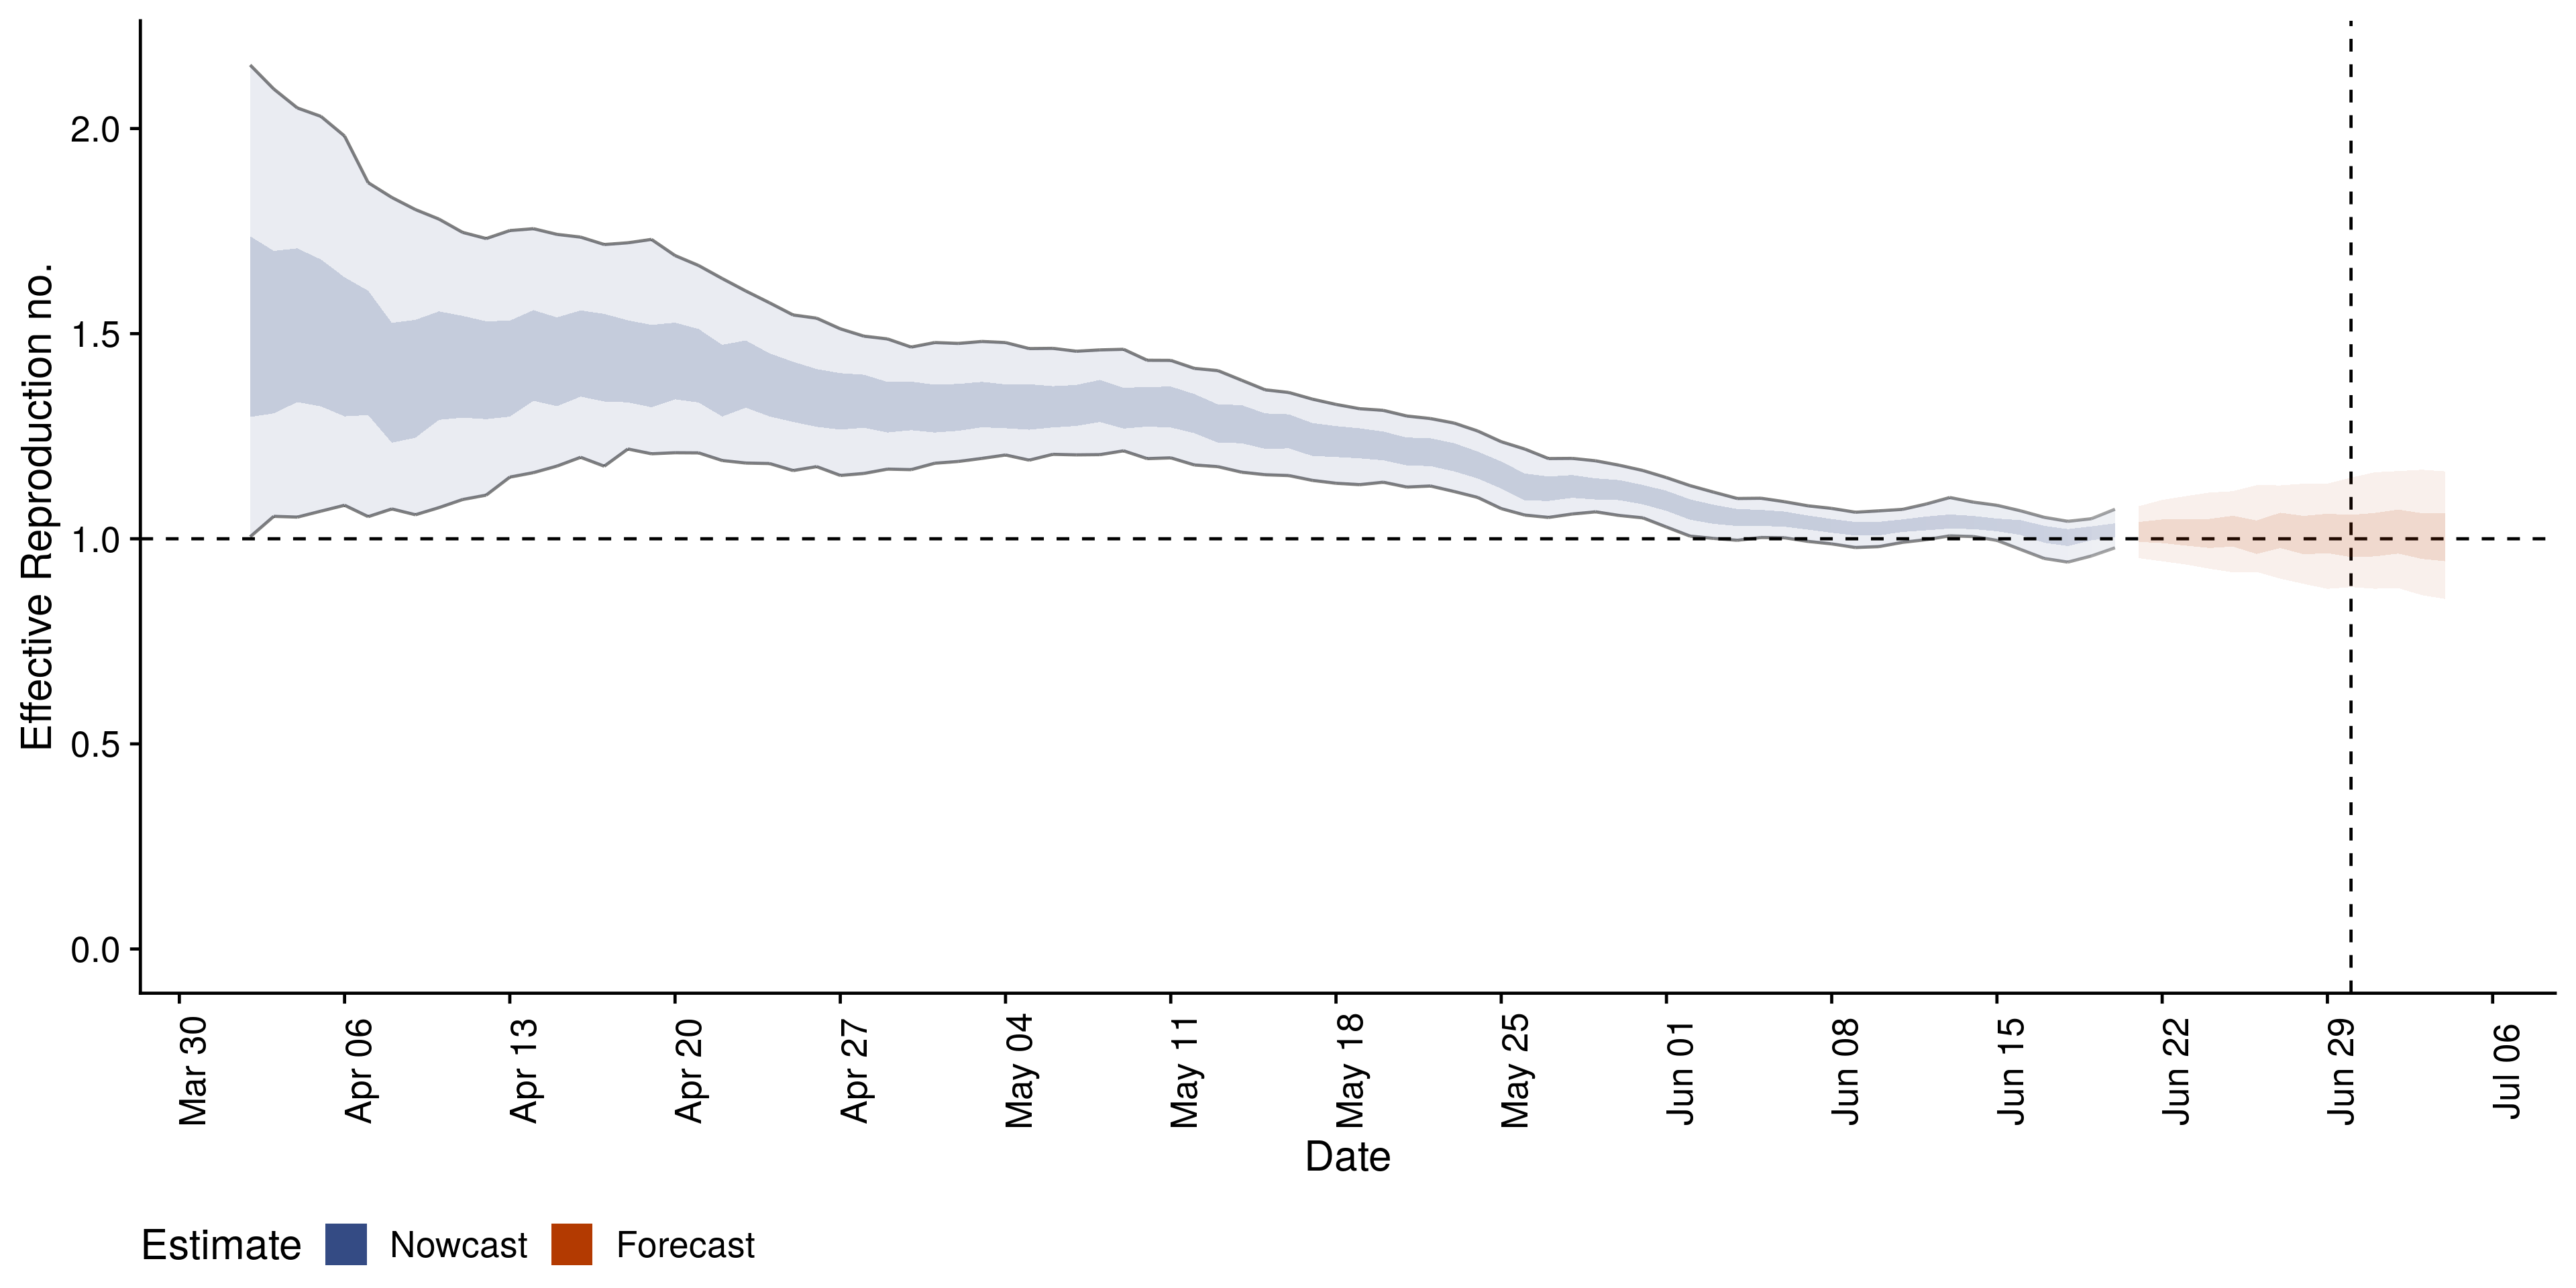 Effective Reproduction no.
2.0
1.5
1.0
0.5
0.0
Mar 30
Apr 06
Apr 13
Apr 20
Apr 27
May 04
May 11
May 18
May 25
Jun 01
Jun 08
Jun 15
Jun 22
Jun 29
Jul 06
Date
Estimate Nowcast Forecast